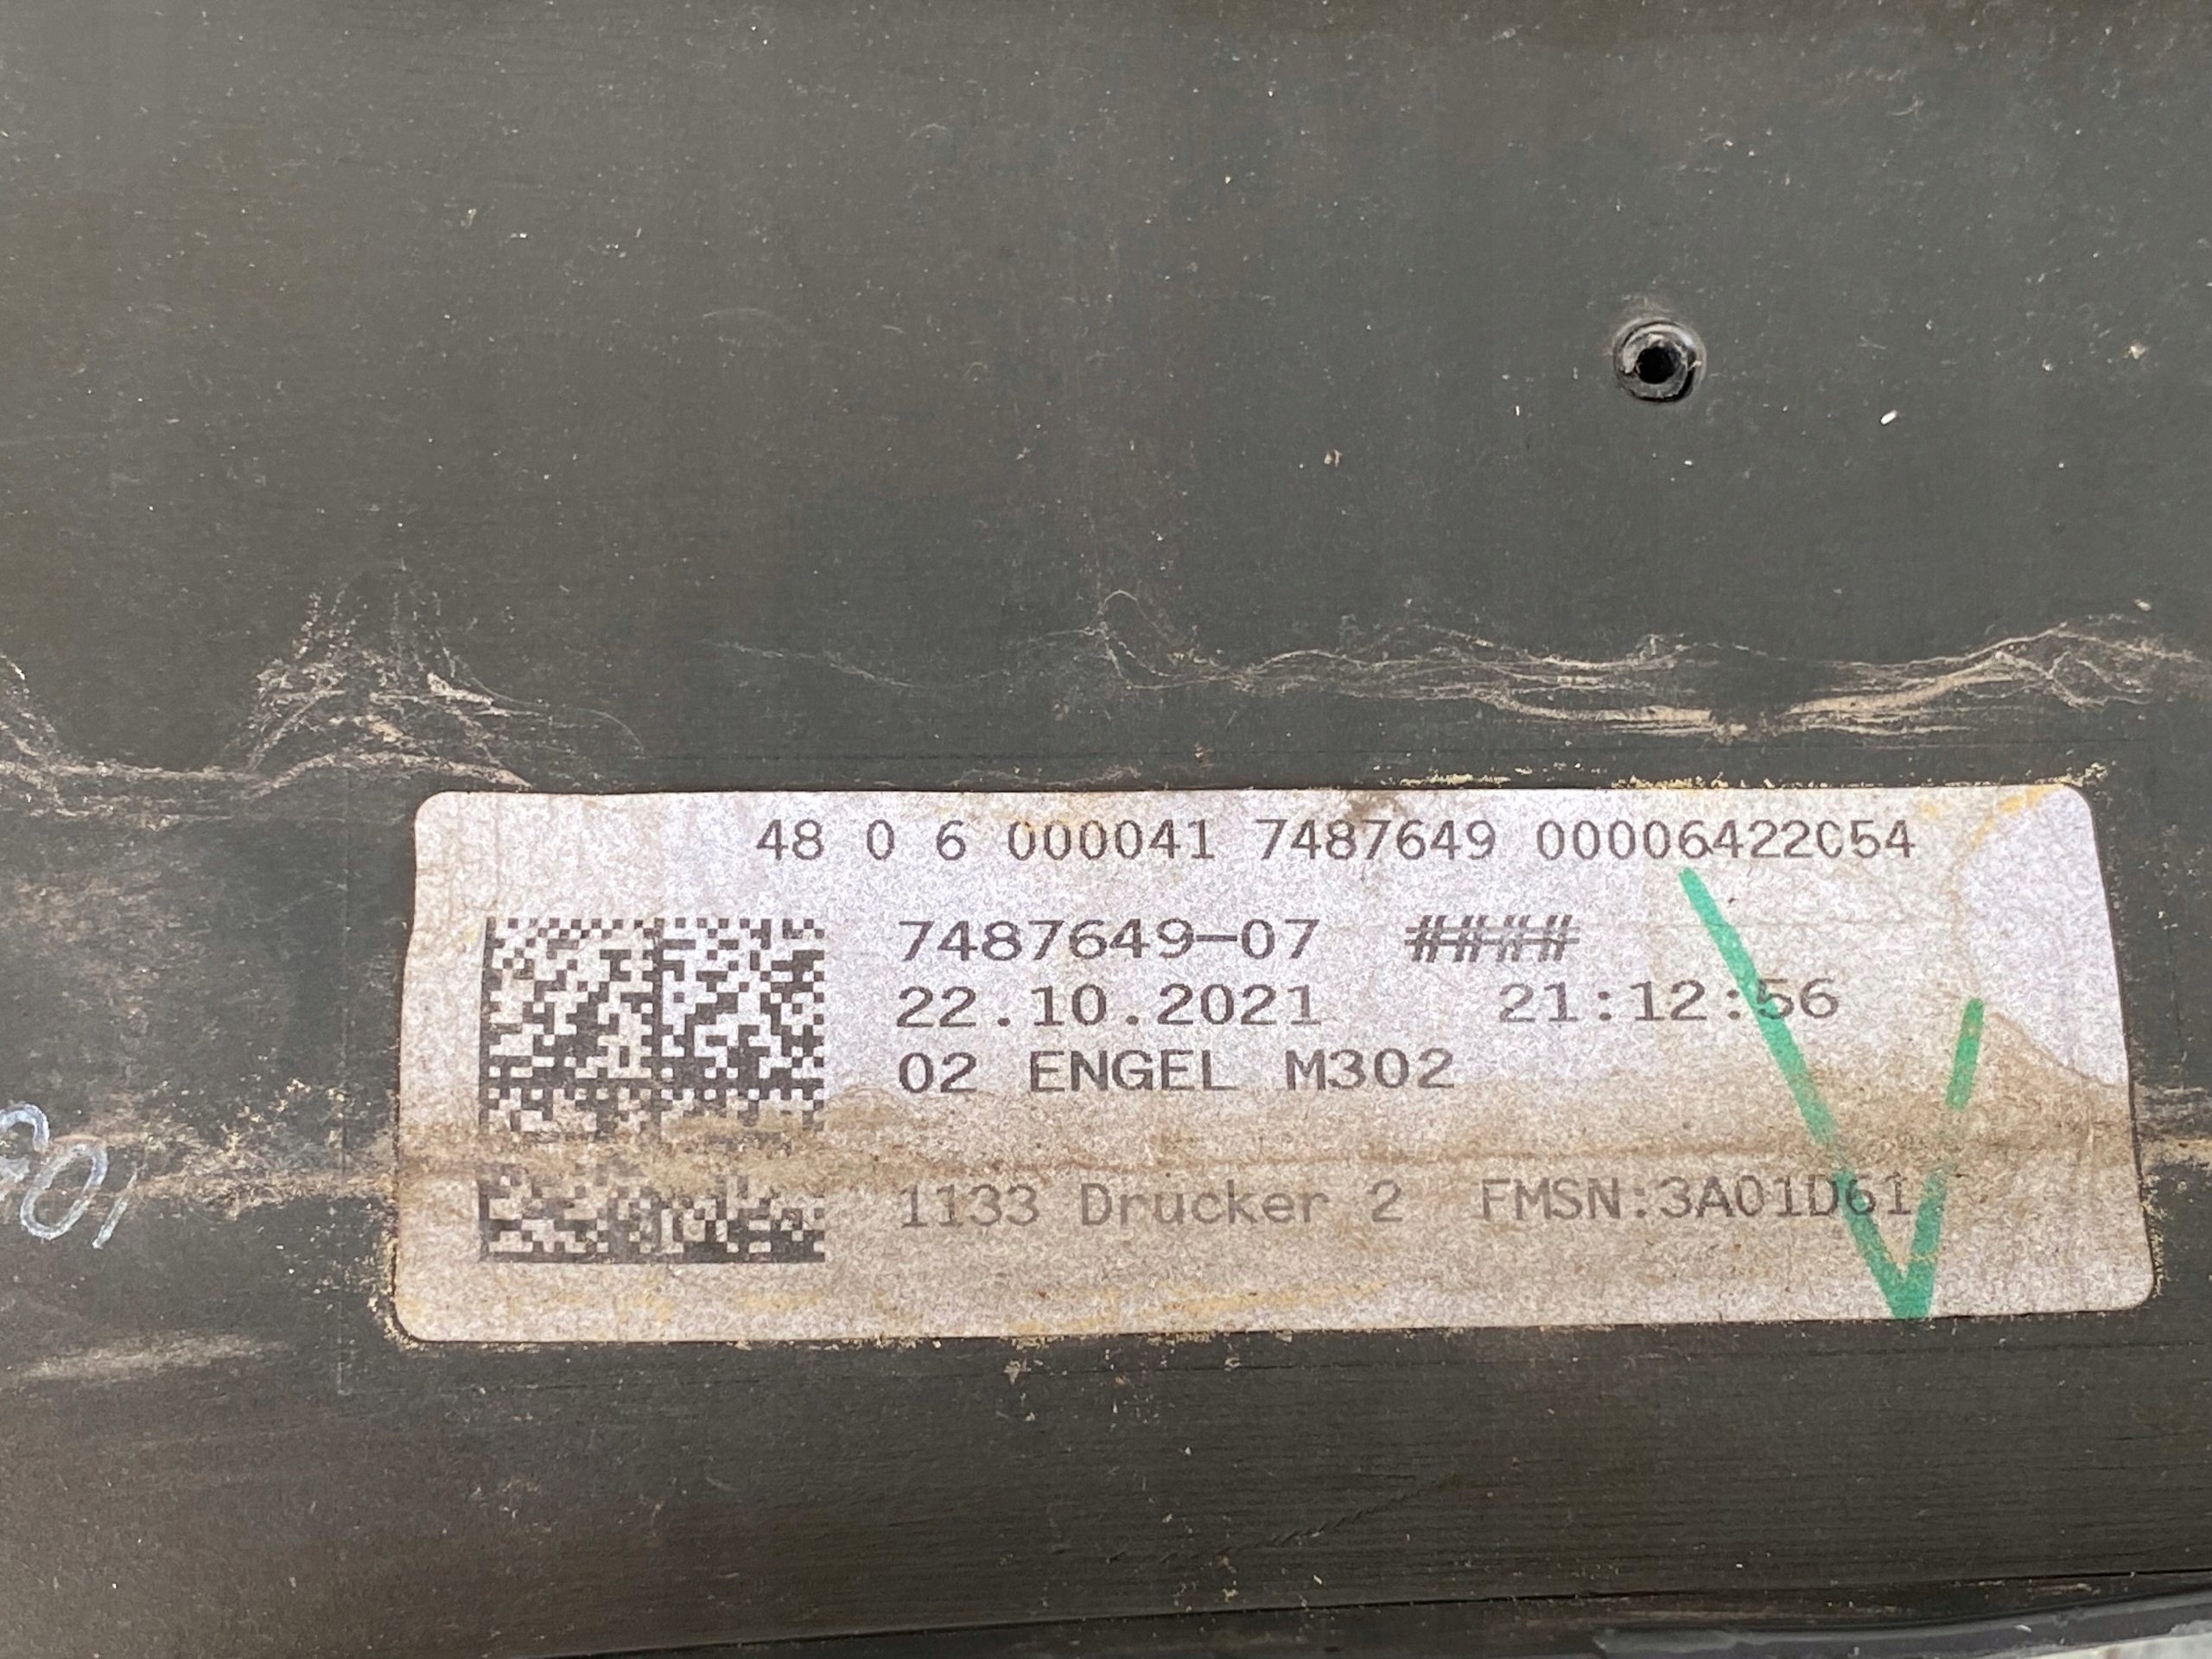 48 0 6 000041 7487649 00006422C54
7487649-07 ####
22.10.2021 21:12:56
02 ENGEL M302
1133 Drucker 2 FMSN:3A01D61